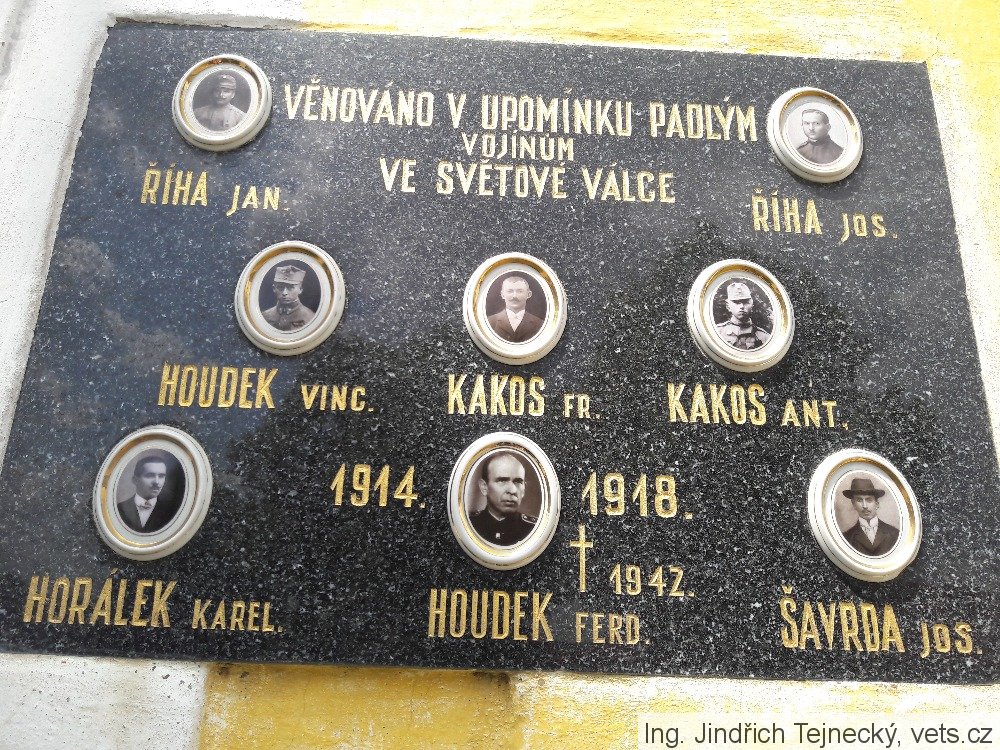 VĚNOVÁNO V UPOMÍNKU PADLÝM
VOJÍNUM
VE SVĚTOVÉ VÁLCE
ŘÍHA JAN.
ŘÍHA JOS.
HOUDEK VINC.
KAKOS FR.
KAKOS ANT.
1914.
1918.
† 1942.
HORÁLEK KAREL.
HOUDEK FERD.
ŠAVRDA JOS.
Ing. Jindřich Tejnecký, vets.cz